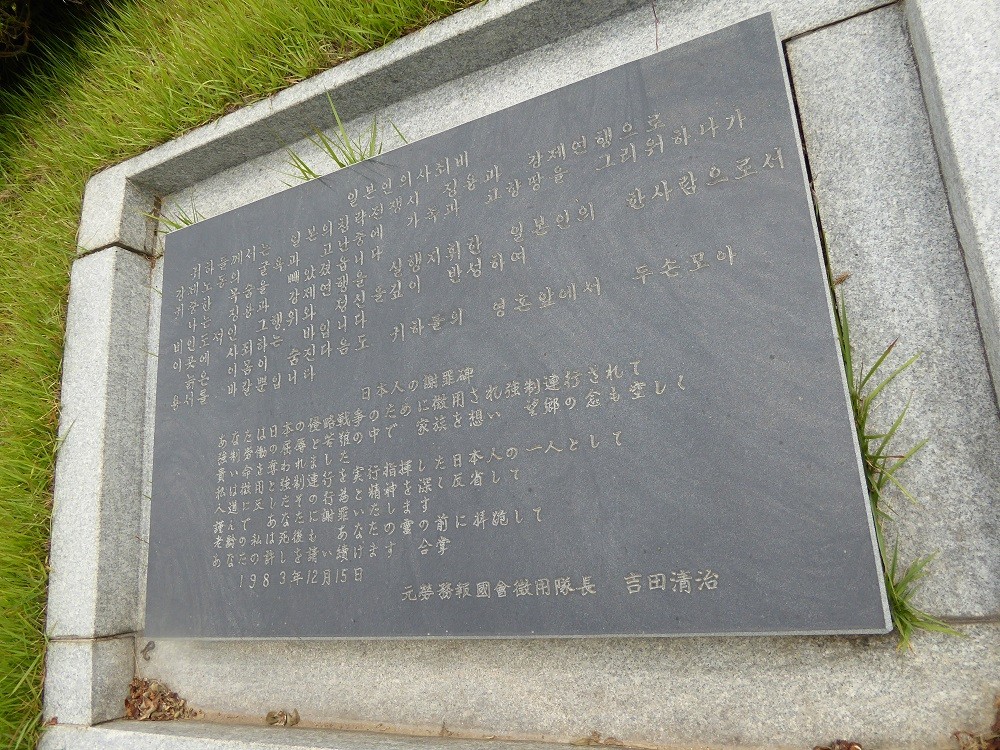 일본인의사죄비
귀하들께서는 일본의침략전쟁시 징용과 강제연행으로
강제노동의 굴욕과 고난중에 가족과 고향땅을 그리워하다가
귀중한 목숨을 빼았겼읍니다
나는 징용과 강제연행을 실행지휘한 일본인의 한사람으로서
비인도적인 그행위와 정신을깊이 반성하여
이곳에 사죄하는 바입니다
늙은 이몸이 숨진다음도 귀하들의 영혼앞에서 두손모아
용서를 바랄뿐입니다
日本人の謝罪碑
あなたは日本の侵略戦争のために徴用され強制連行されて
強制労働の屈辱と苦の中で 家族を想い 望郷の念も空しく
貴い命を奪われました
私は徴用と強制連行を実行指揮した日本人の一人として
人道に反したその行為と精神を深く反省して
謹んで あなたに謝罪いたします
老齢な私の死後も あなたの霊の前に拝跪して
あなたの許しを請い続けます 合掌
1983年12月15日
元勞務報國會徴用隊長 吉田清治